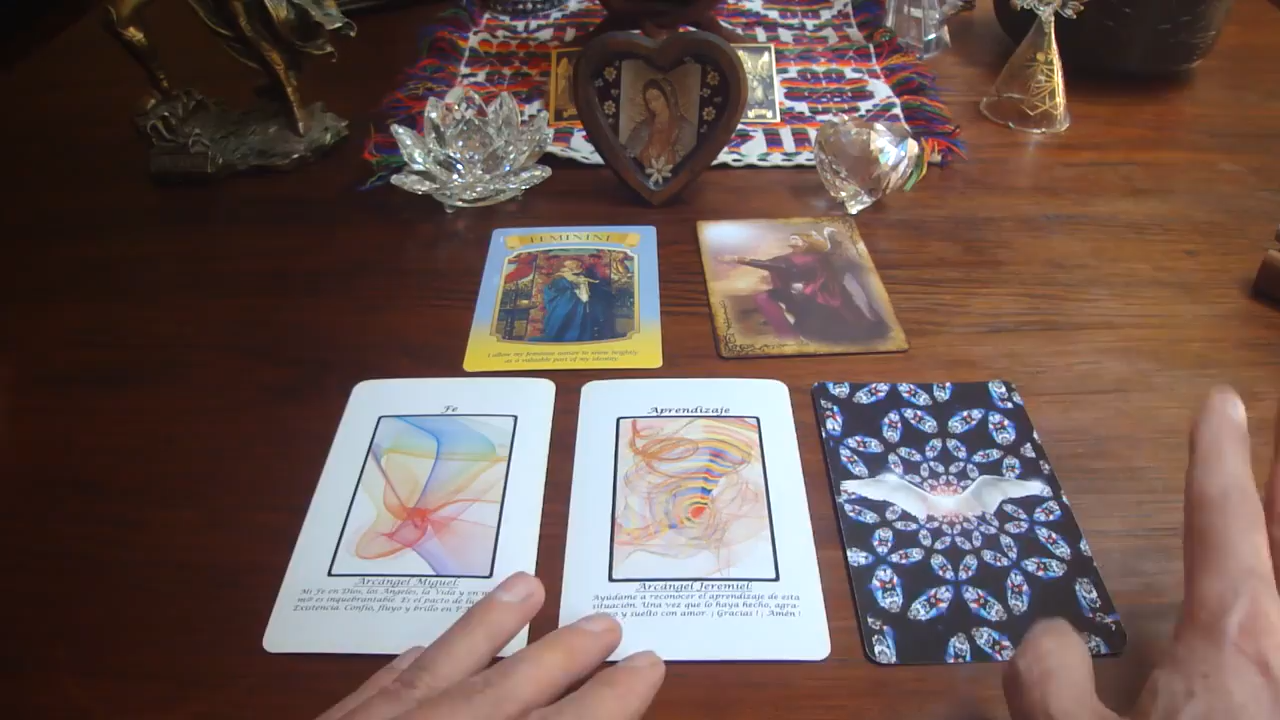 FEMININE
I allow my feminine nature to shine brightly
as a valuable part of my identity.
Fe
Arcángel Miguel:
Mi Fe en Dios, los Ángeles, la Vida y en
mí es inquebrantable. Es el pacto de
Existencia. Confío, fluyo y brillo en
Aprendizaje
Arcángel Jeremiel:
Ayúdame a reconocer el aprendizaje de esta
situación. Una vez que lo haya hecho, agra-
y suelto con amor. ¡ Gracias ! ¡ Amén !